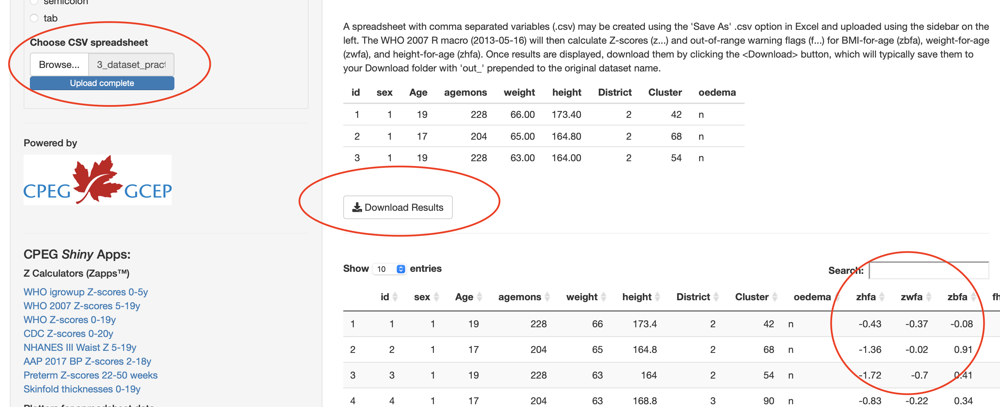 semicolon
tab
Choose CSV spreadsheet
Browse... 3_dataset_pract
Upload complete
Powered by
CPEG GCEP
CPEG Shiny Apps:
Z Calculators (Zapps™)
WHO igrowup Z-scores 0-5y
WHO 2007 Z-scores 5-19y
WHO Z-scores 0-19y
CDC Z-scores 0-20y
NHANES III Waist Z 5-19y
AAP 2017 BP Z-scores 2-18y
Preterm Z-scores 22-50 weeks
Skinfold thicknesses 0-19y
Plotters for spreadsheet data
A spreadsheet with comma separated variables (.csv) may be created using the 'Save As' .csv option in Excel and uploaded using the sidebar on the
left. The WHO 2007 R macro (2013-05-16) will then calculate Z-scores (z...) and out-of-range warning flags (f...) for BMI-for-age (zbfa), weight-for-age
(zwfa), and height-for-age (zhfa). Once results are displayed, download them by clicking the <Download> button, which will typically save them to
your Download folder with 'out_' prepended to the original dataset name.
id sex Age agemons weight height District Cluster oedema
1 1 19 228 66.00 173.40 2 42 n
2 1 17 204 65.00 164.80 2 68 n
3 1 19 228 63.00 164.00 2 54 n
Download Results
Show 10 entries
Search:
id sex Age agemons weight height District Cluster oedema zhfa zwfa zbfa fh
1 1 1 19 228 66 173.4 2 42 n -0.43 -0.37 -0.08
2 2 1 17 204 65 164.8 2 68 n -1.36 -0.02 0.91
3 3 1 19 228 63 164 2 54 n -1.72 -0.7 0.41
4 4 1 17 204 63 168.8 3 90 n -0.83 -0.22 0.34